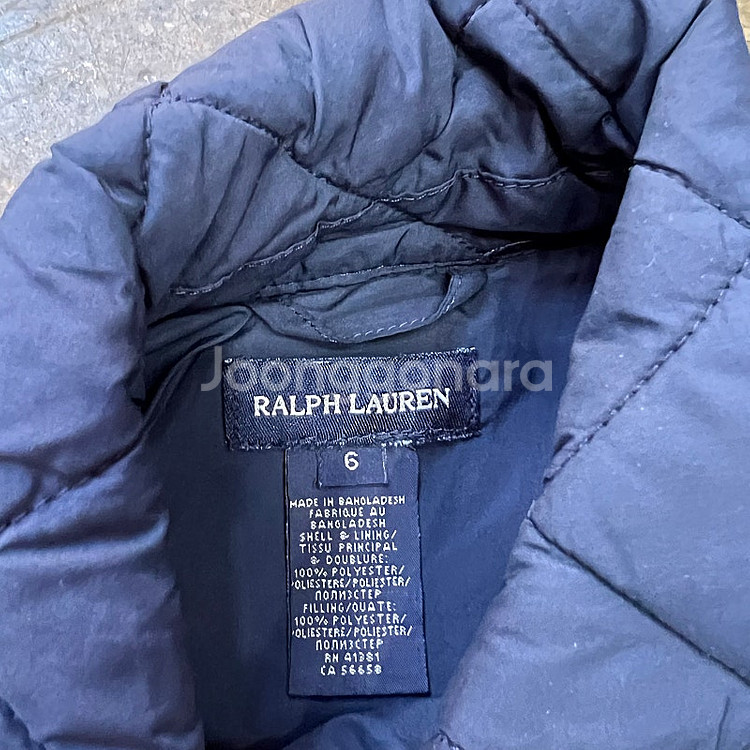 Joonggonara
RALPH LAUREN
6
MADE IN BANGLADESH
FABRIQUE AU
BANGLADESH
SHELL & LINING/
TISSU PRINCIPAL
& DOUBLURE:
100% POLYESTER/
POLIESTERE/POLIESTER/
ПОЛИЭСТЕР
FILLING/OUATE:
100% POLYESTER/
POLIESTERE/POLIESTER/
ПОЛИЭСТЕР
RN 41381
CA 56658